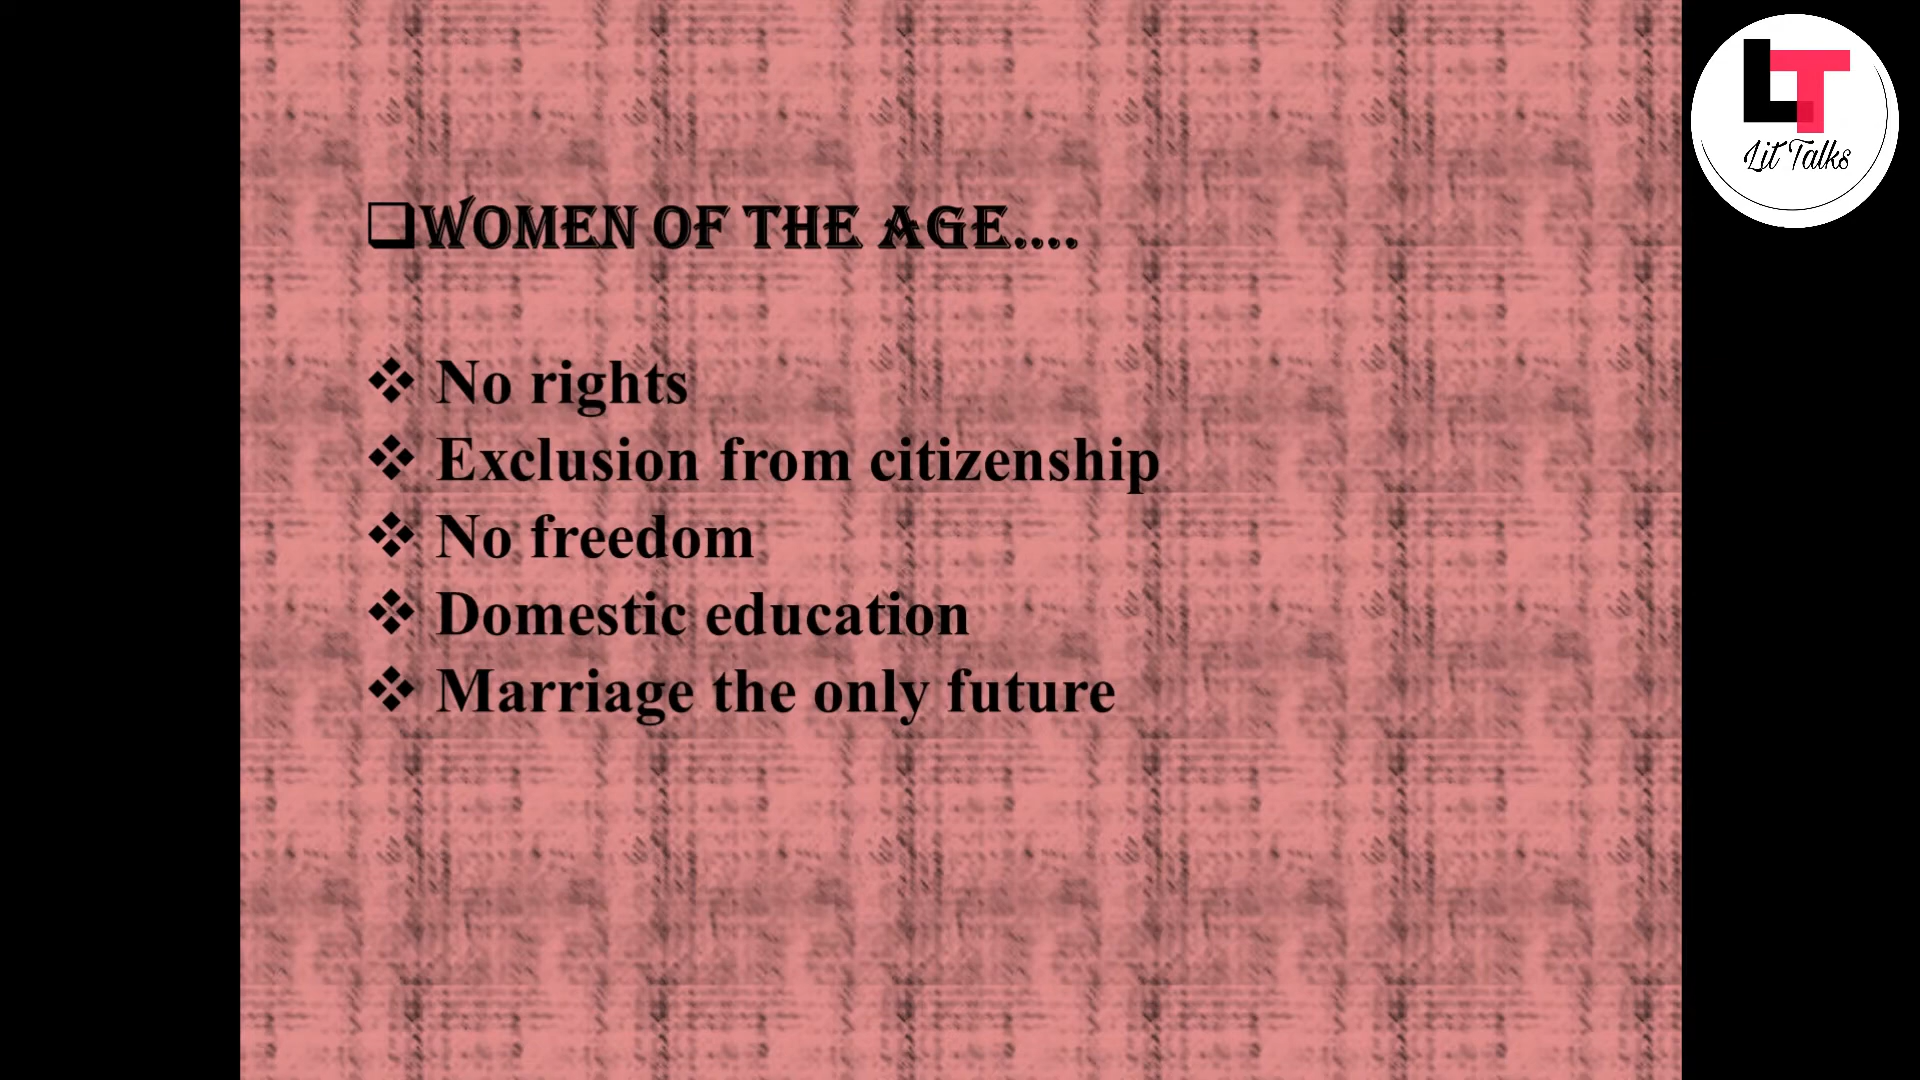 WOMEN OF THE AGE....
No rights
Exclusion from citizenship
No freedom
Domestic education
Marriage the only future
LT
Lit Talks